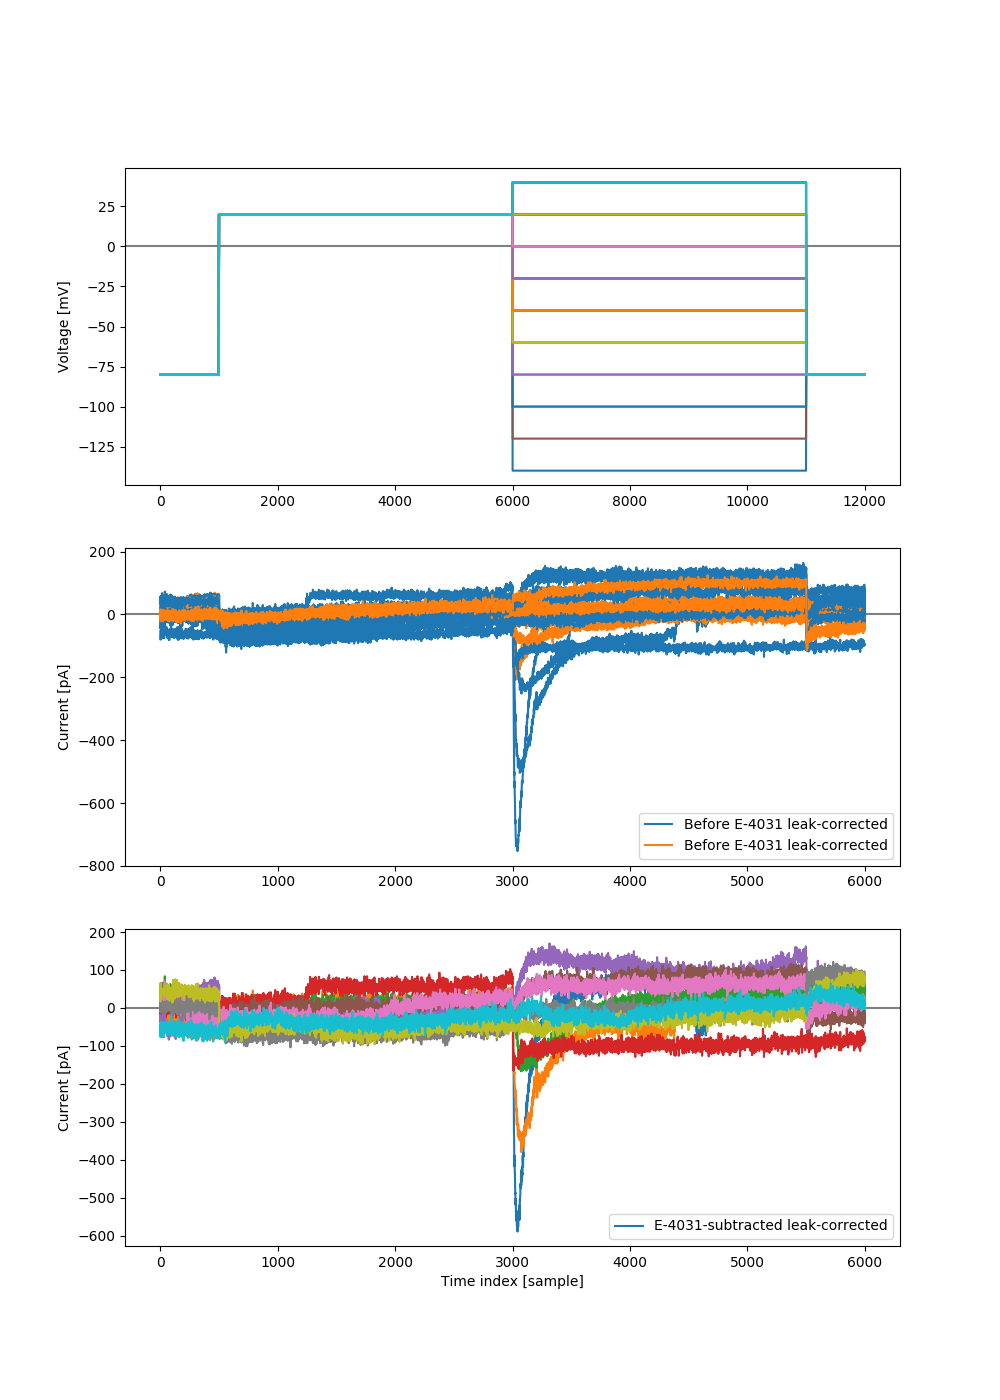 25
0
−25
−50
−75
−100
−125
Voltage [mV]
0 2000 4000 6000 8000 10000 12000
200
0
−200
−400
−600
−800
Current [pA]
Before E-4031 leak-corrected
Before E-4031 leak-corrected
0 1000 2000 3000 4000 5000 6000
200
100
0
−100
−200
−300
−400
−500
−600
Current [pA]
E-4031-subtracted leak-corrected
0 1000 2000 3000 4000 5000 6000
Time index [sample]